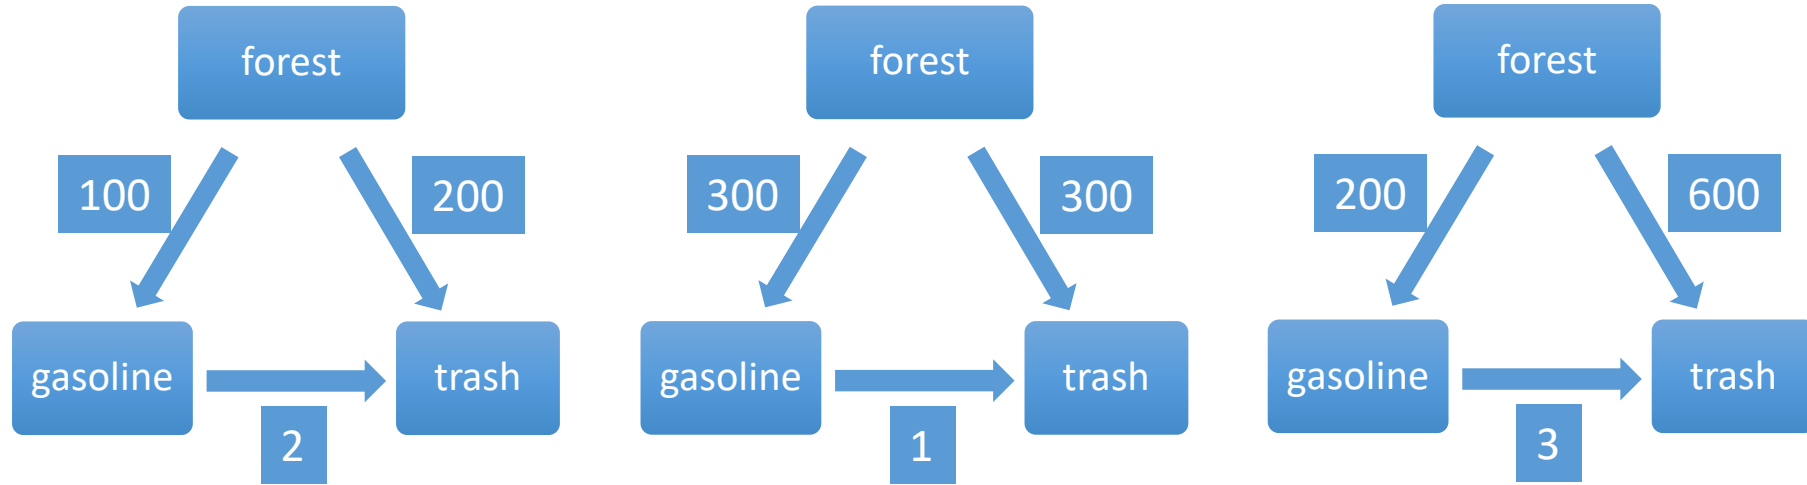 forest
100
200
gasoline
trash
2
forest
300
300
gasoline
trash
1
forest
200
600
gasoline
trash
3